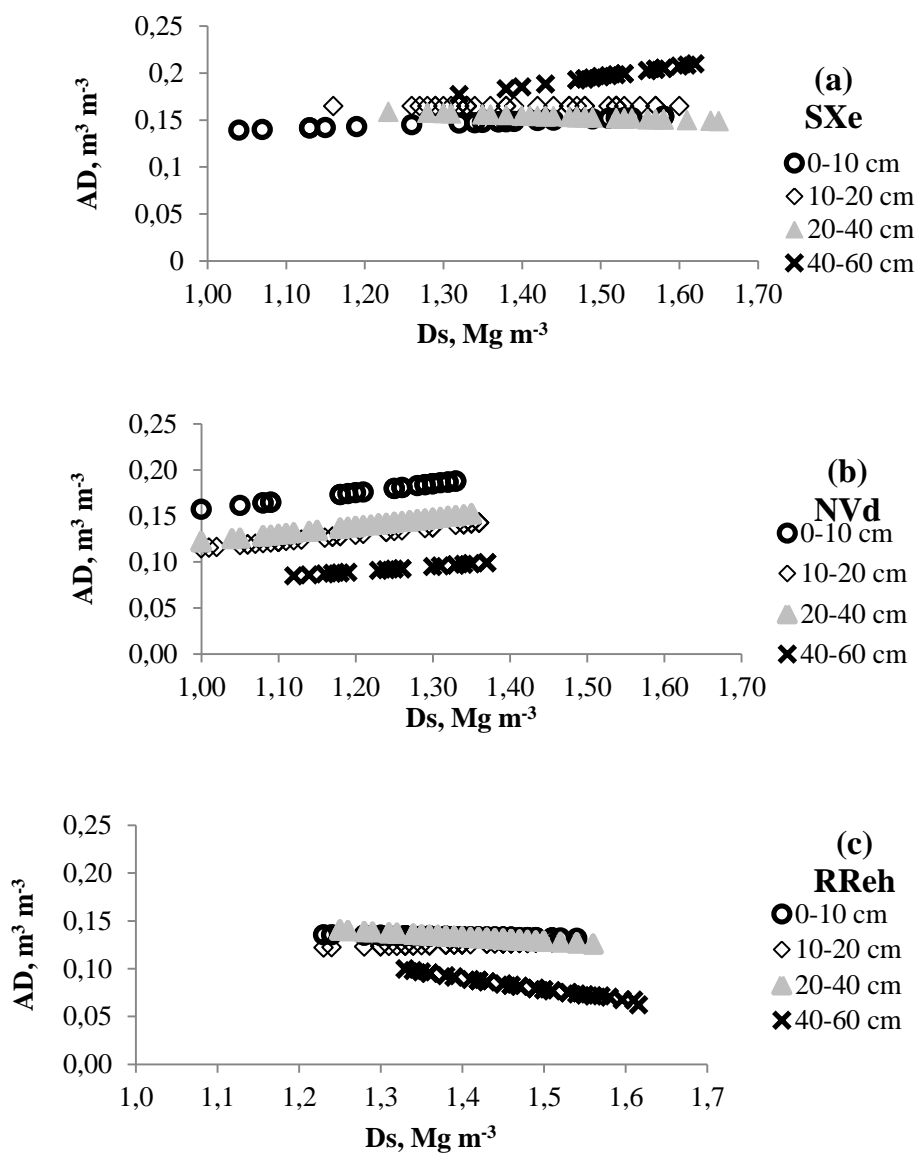 0,25
0,2
0,15
0,1
0,05
0
AD, m³ m⁻³
1,00 1,10 1,20 1,30 1,40 1,50 1,60 1,70
Ds, Mg m⁻³
(a)
SXe
0-10 cm
10-20 cm
20-40 cm
40-60 cm
0,25
0,20
0,15
0,10
0,05
0,00
AD, m³ m⁻³
1,00 1,10 1,20 1,30 1,40 1,50 1,60 1,70
Ds, Mg m⁻³
(b)
NVd
0-10 cm
10-20 cm
20-40 cm
40-60 cm
0,25
0,20
0,15
0,10
0,05
0,00
AD, m³ m⁻³
1,0 1,1 1,2 1,3 1,4 1,5 1,6 1,7
Ds, Mg m⁻³
(c)
RReh
0-10 cm
10-20 cm
20-40 cm
40-60 cm